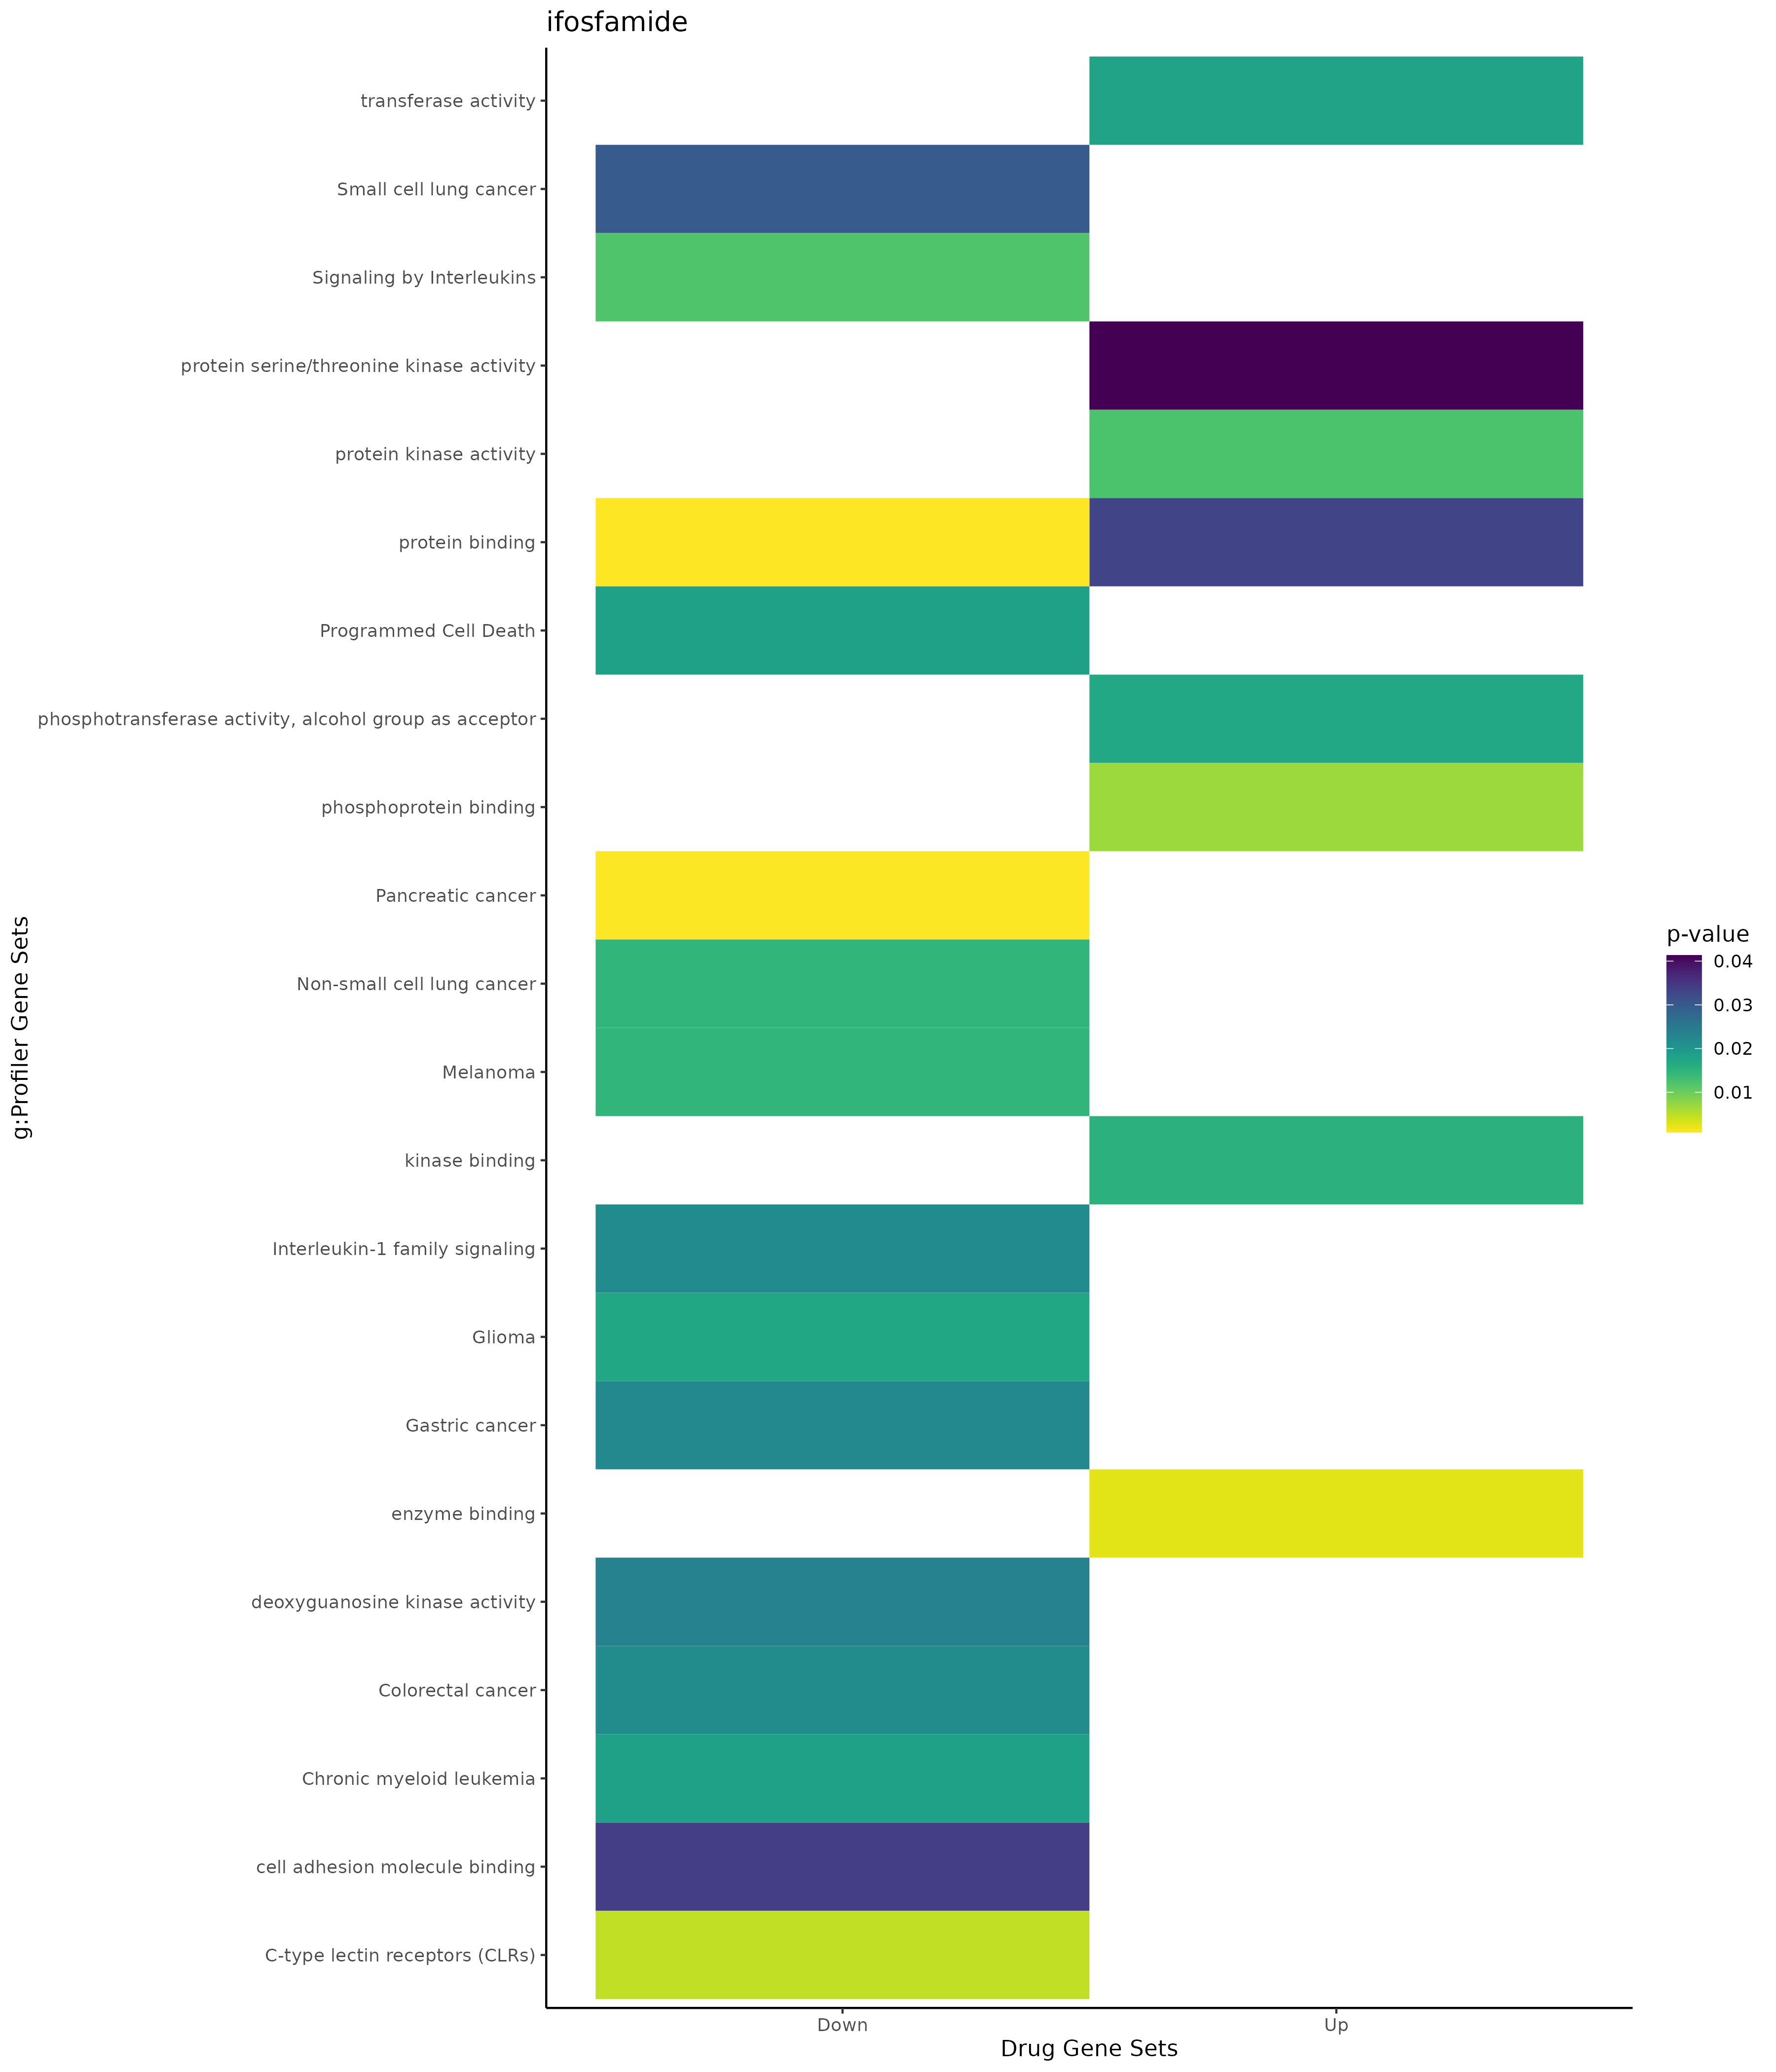 ifosfamide
transferase activity
Small cell lung cancer
Signaling by Interleukins
protein serine/threonine kinase activity
protein kinase activity
protein binding
Programmed Cell Death
phosphotransferase activity, alcohol group as acceptor
phosphoprotein binding
Pancreatic cancer
Non-small cell lung cancer
Melanoma
kinase binding
Interleukin-1 family signaling
Glioma
Gastric cancer
enzyme binding
deoxyguanosine kinase activity
Colorectal cancer
Chronic myeloid leukemia
cell adhesion molecule binding
C-type lectin receptors (CLRs)
g:Profiler Gene Sets
Down
Up
Drug Gene Sets
p-value
0.04
0.03
0.02
0.01